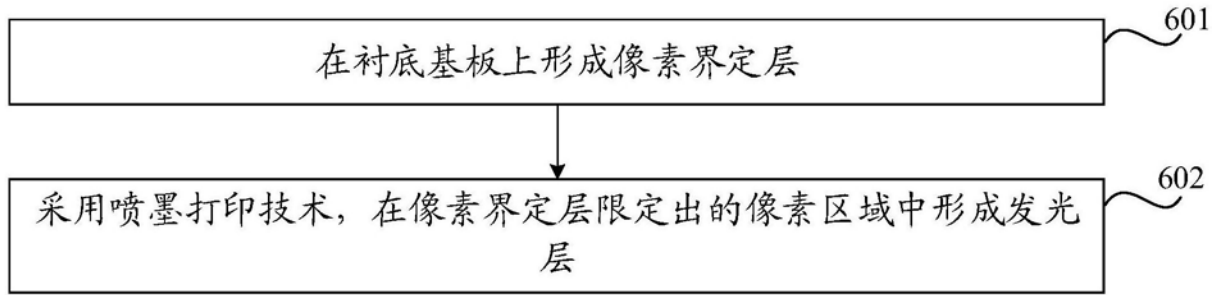 601
在衬底基板上形成像素界定层
602
采用喷墨打印技术，在像素界定层限定出的像素区域中形成发光
层